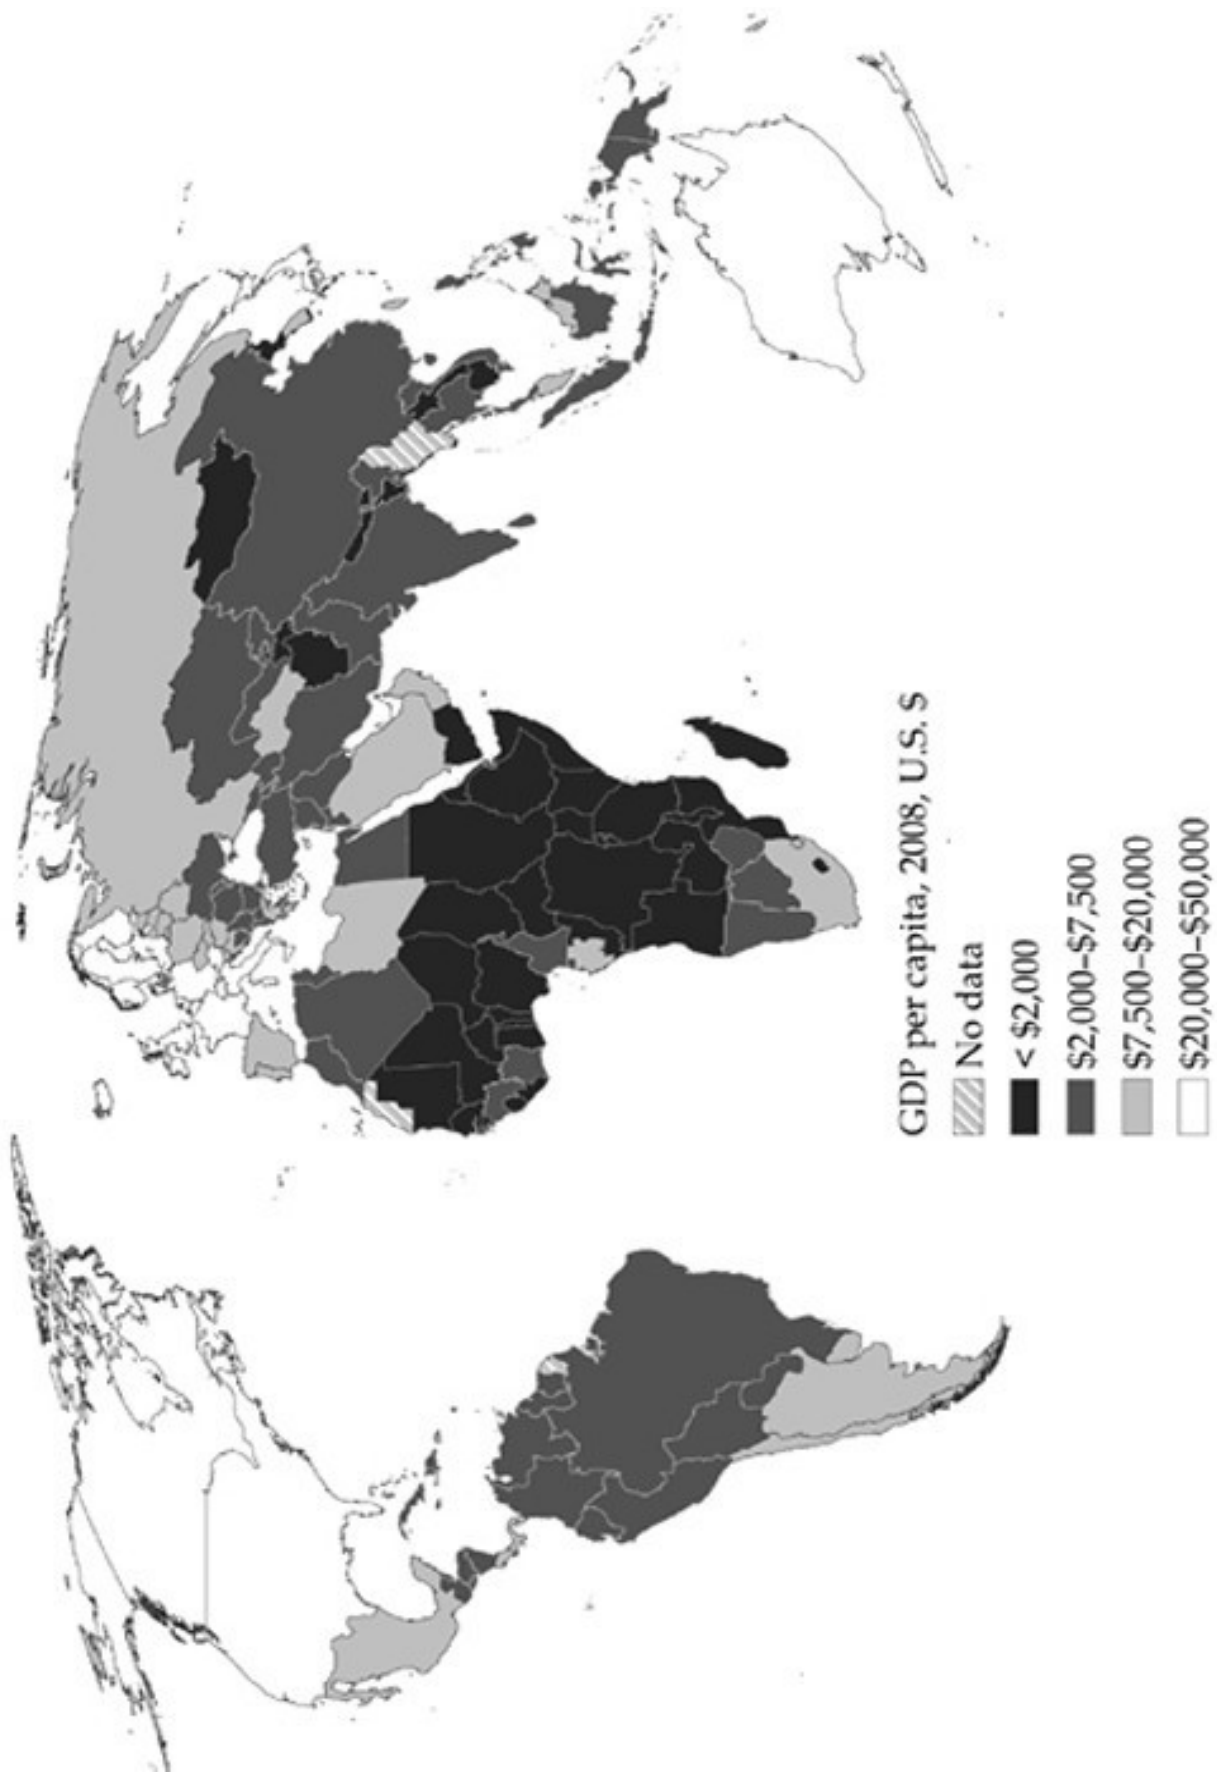 GDP per capita, 2008, U.S. $
No data
< $2,000
$2,000–$7,500
$7,500–$20,000
$20,000–$50,000